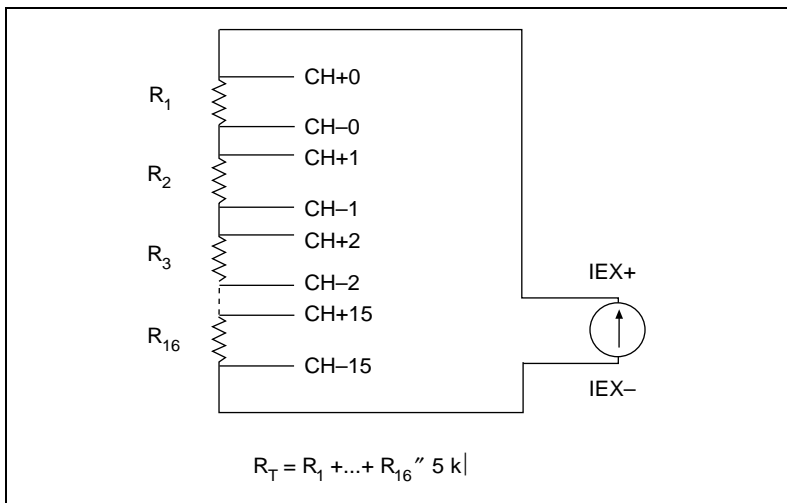 CH+0
R1
CH–0
CH+1
R2
CH–1
CH+2
R3
CH–2
IEX+
CH+15
R16
CH–15
IEX–
RT = R1 +...+ R16″ 5 k|